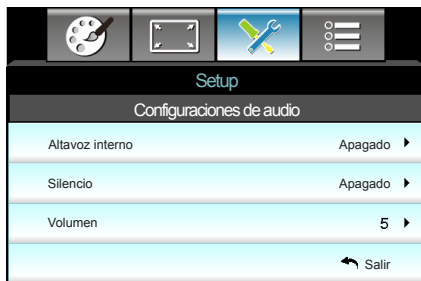 Setup
Configuraciones de audio
Altavoz interno Apagado
Silencio Apagado
Volumen 5
Salir